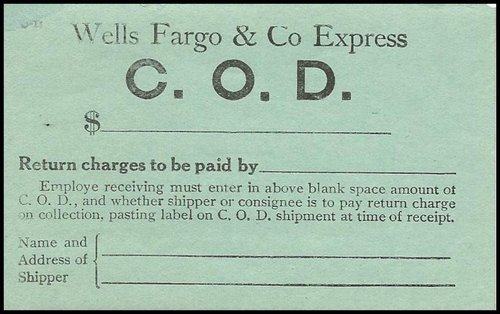 Wells Fargo & Co Express
C. O. D.
$
Return charges to be paid by
Employe receiving must enter in above blank space amount of
C. O. D., and whether shipper or consignee is to pay return charge
on collection, pasting label on C. O. D. shipment at time of receipt.
Name and
Address of
Shipper